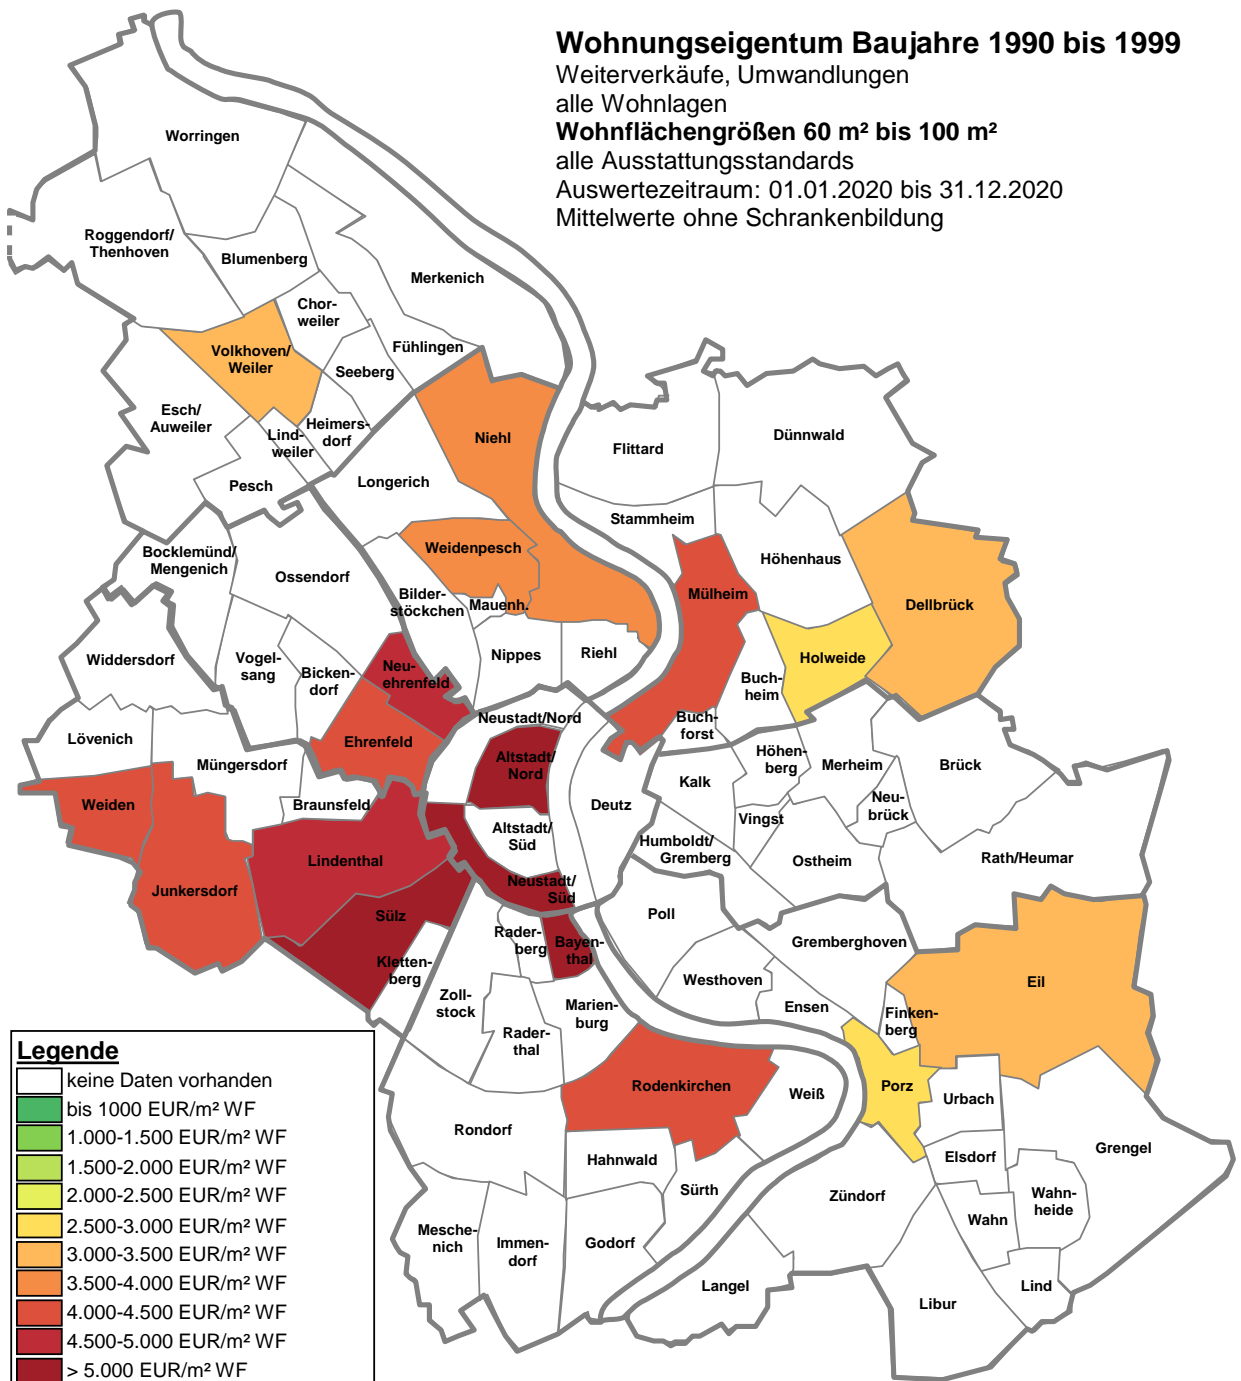 Wohnungseigentum Baujahre 1990 bis 1999
Weiterverkäufe, Umwandlungen
alle Wohnlagen
Wohnflächengrößen 60 m² bis 100 m²
alle Ausstattungsstandards
Auswertezeitraum: 01.01.2020 bis 31.12.2020
Mittelwerte ohne Schrankenbildung
Worringen
Roggendorf/
Thenhoven
Blumenberg
Merkenich
Chor-
weiler
Fühlingen
Volkhoven/
Weiler
Seeberg
Esch/
Auweiler
Heimers-
dorf
Lind-
weiler
Pesch
Niehl
Longerich
Flittard
Dünnwald
Stammheim
Höhenhaus
Bocklemünd/
Mengenich
Ossendorf
Weidenpesch
Bilder-
stöckchen
Mauenh.
Mülheim
Dellbrück
Widdersdorf
Vogel-
sang
Bicken-
dorf
Neu-
ehrenfeld
Nippes
Riehl
Buch-
heim
Holweide
Lövenich
Müngersdorf
Ehrenfeld
Neustadt/Nord
Buch-
forst
Altstadt/
Nord
Höhen-
berg
Merheim
Brück
Weiden
Braunsfeld
Deutz
Kalk
Neu-
brück
Vingst
Altstadt/
Süd
Humboldt/
Gremberg
Ostheim
Rath/Heumar
Junkersdorf
Lindenthal
Neustadt/
Süd
Sülz
Poll
Rader-
berg
Bayen-
thal
Gremberghoven
Kletten-
berg
Westhoven
Eil
Zoll-
stock
Marien-
burg
Ensen
Finken-
berg
Rader-
thal
Rodenkirchen
Weiß
Porz
Urbach
Rondorf
Hahnwald
Elsdorf
Grengel
Sürth
Zündorf
Wahn-
heide
Wahn
Mesche-
nich
Immen-
dorf
Godorf
Langel
Lind
Libur
Legende
keine Daten vorhanden
bis 1000 EUR/m² WF
1.000-1.500 EUR/m² WF
1.500-2.000 EUR/m² WF
2.000-2.500 EUR/m² WF
2.500-3.000 EUR/m² WF
3.000-3.500 EUR/m² WF
3.500-4.000 EUR/m² WF
4.000-4.500 EUR/m² WF
4.500-5.000 EUR/m² WF
> 5.000 EUR/m² WF